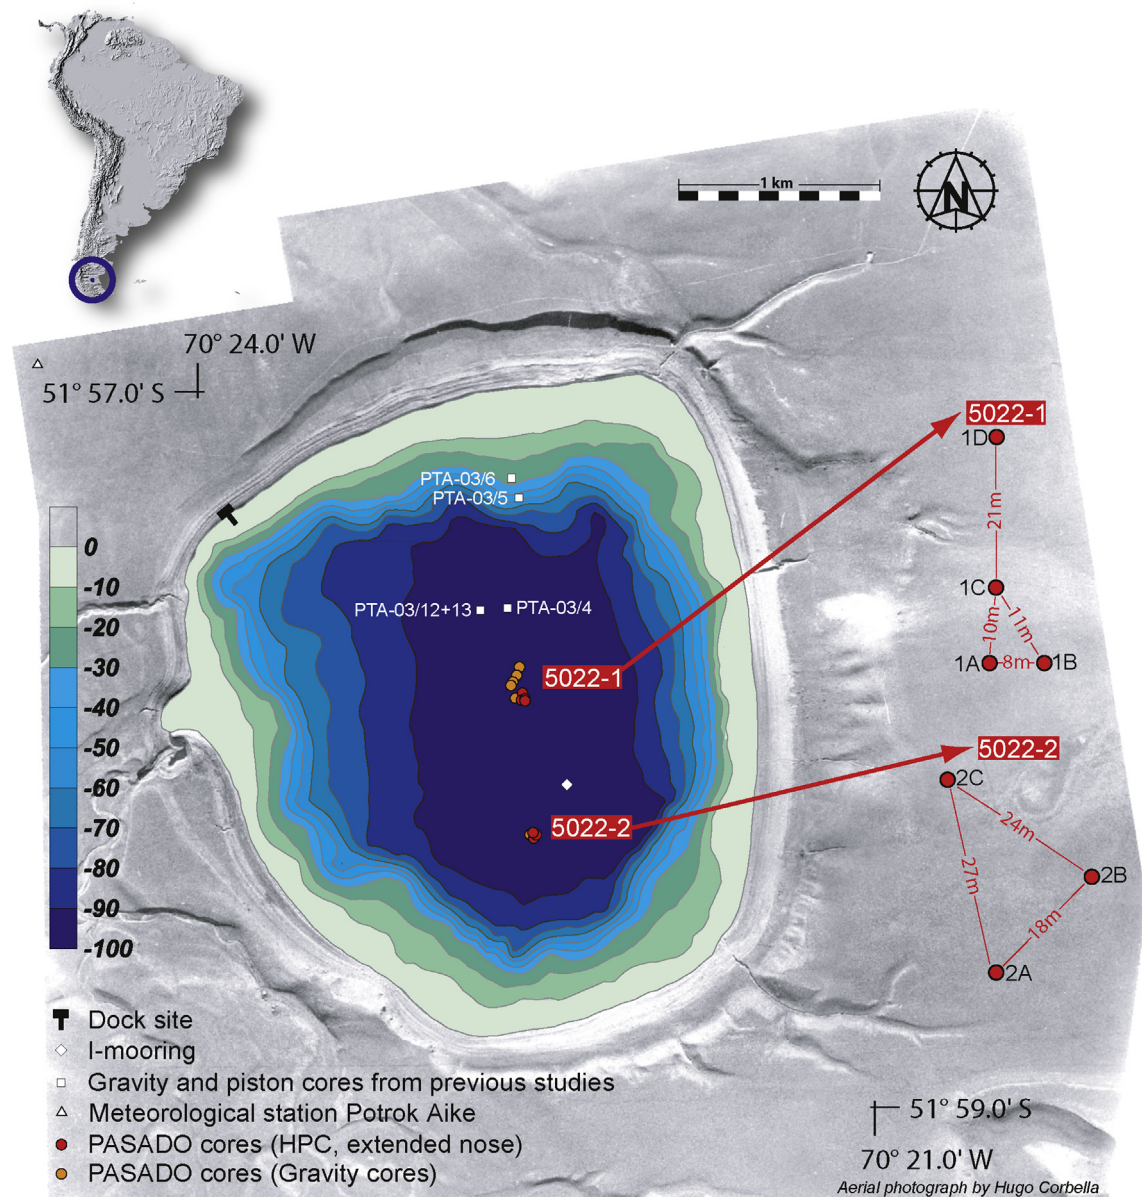 1 km
N
70° 24.0' W
51° 57.0' S
5022-1
1D
PTA-03/6
PTA-03/5
21m
0
-10
-20
-30
-40
-50
-60
-70
-80
-90
-100
1C
PTA-03/12+13
PTA-03/4
10m
11m
1A
8m
1B
5022-1
5022-2
2C
5022-2
24m
27m
2B
18m
2A
Dock site
I-mooring
Gravity and piston cores from previous studies
Meteorological station Potrok Aike
PASADO cores (HPC, extended nose)
PASADO cores (Gravity cores)
51° 59.0' S
70° 21.0' W
Aerial photograph by Hugo Corbella